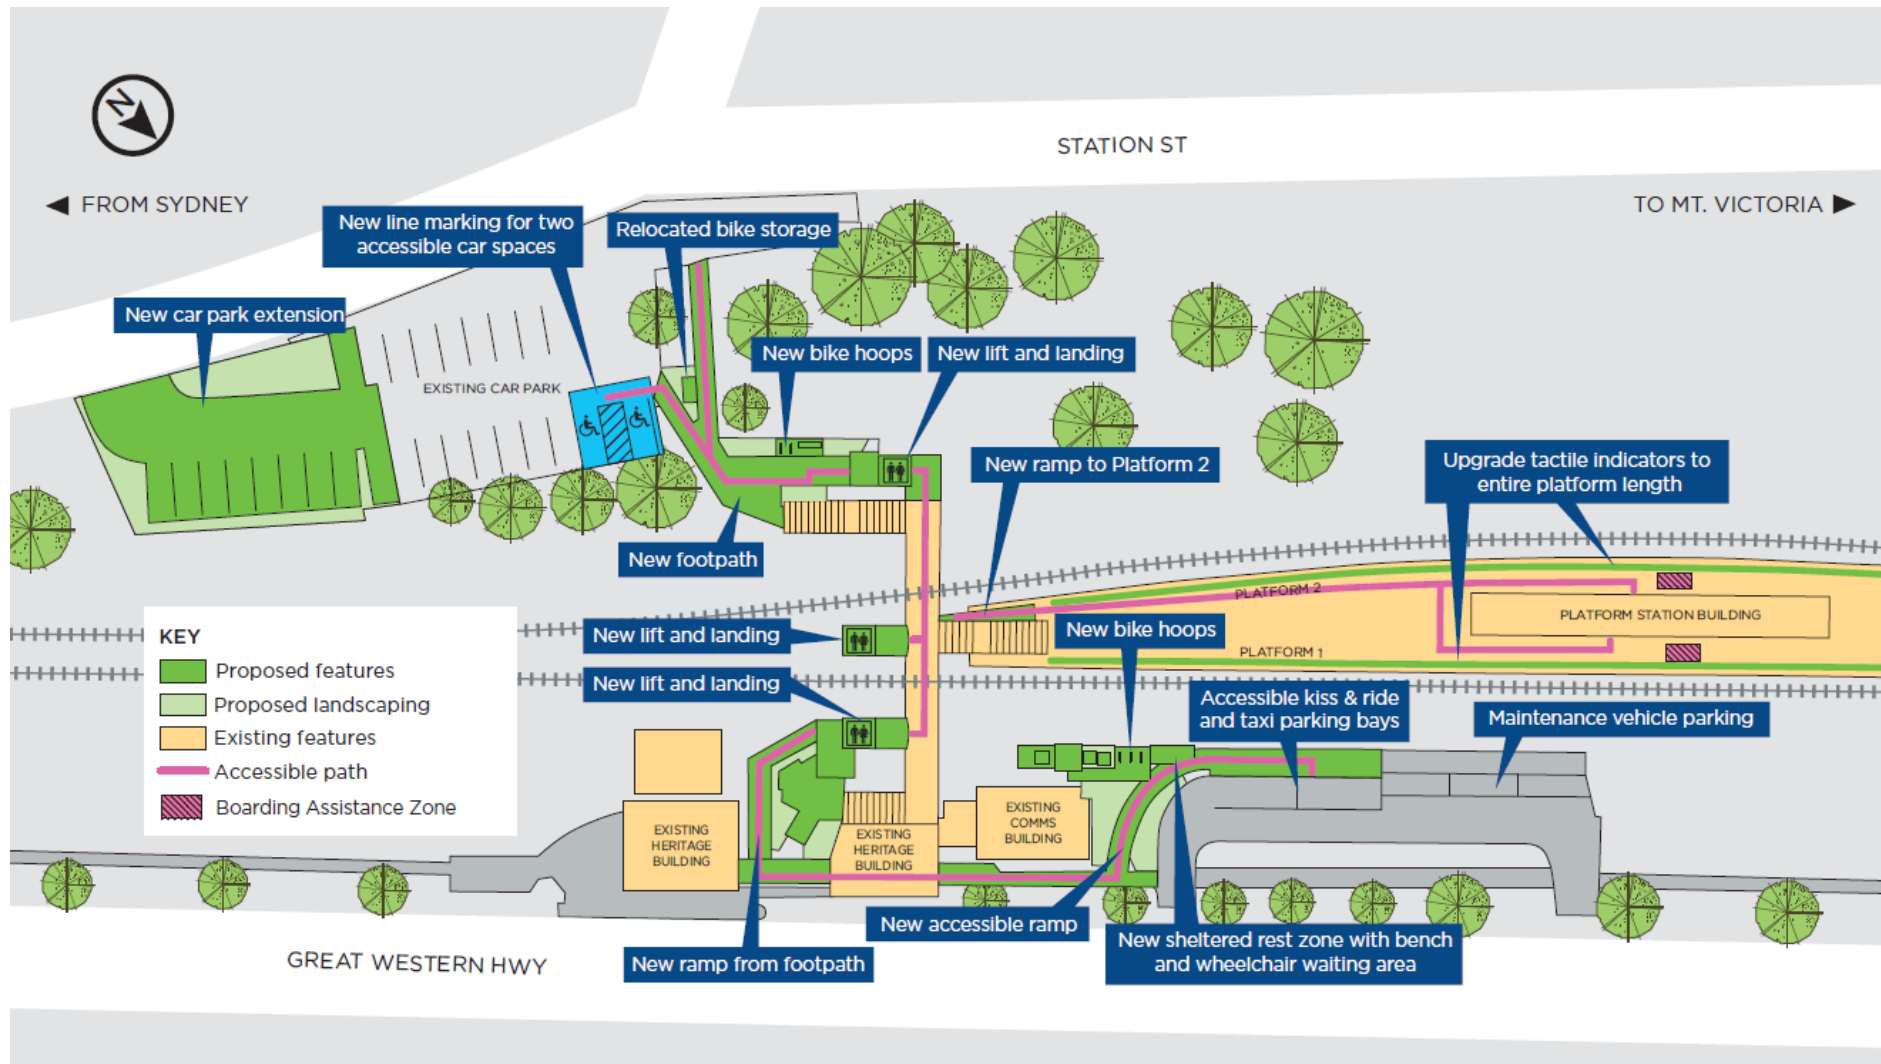 N
STATION ST
FROM SYDNEY
TO MT. VICTORIA
New line marking for two
accessible car spaces
Relocated bike storage
New car park extension
New bike hoops
New lift and landing
EXISTING CAR PARK
New ramp to Platform 2
Upgrade tactile indicators to
entire platform length
New footpath
PLATFORM 2
PLATFORM STATION BUILDING
PLATFORM 1
New lift and landing
New bike hoops
New lift and landing
Accessible kiss & ride
and taxi parking bays
Maintenance vehicle parking
KEY
Proposed features
Proposed landscaping
Existing features
Accessible path
Boarding Assistance Zone
EXISTING
HERITAGE
BUILDING
EXISTING
HERITAGE
BUILDING
EXISTING
COMMS
BUILDING
New accessible ramp
New sheltered rest zone with bench
and wheelchair waiting area
New ramp from footpath
GREAT WESTERN HWY